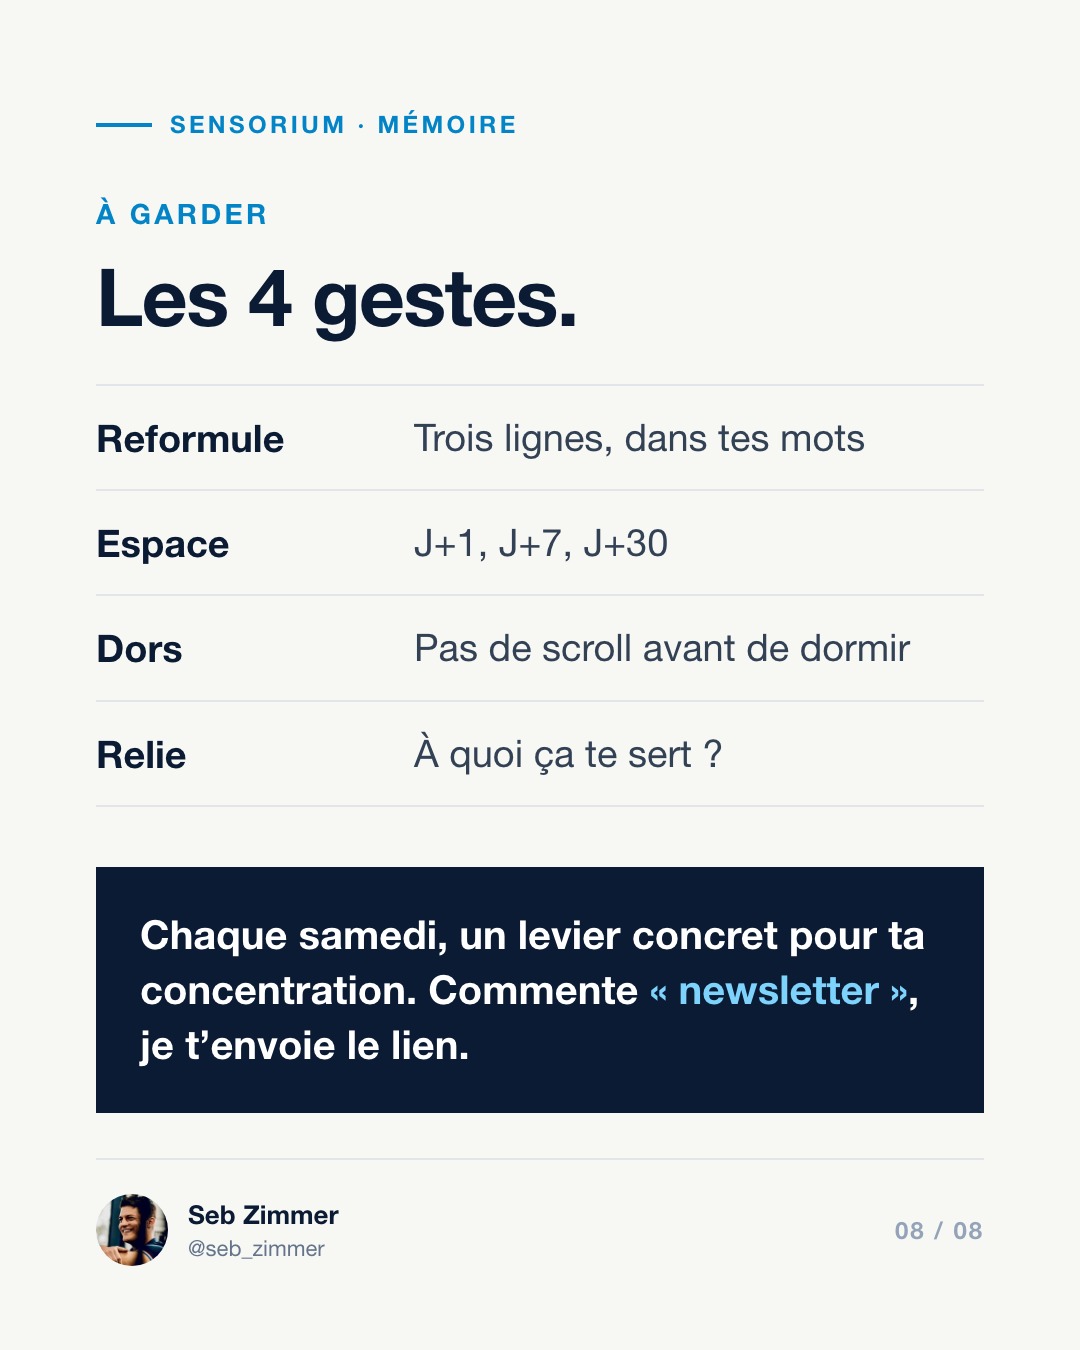 SENSORIUM · MÉMOIRE
À GARDER
Les 4 gestes.
Reformule Trois lignes, dans tes mots
Espace J+1, J+7, J+30
Dors Pas de scroll avant de dormir
Relie À quoi ça te sert ?
Chaque samedi, un levier concret pour ta
concentration. Commente « newsletter »,
je t’envoie le lien.
Seb Zimmer
@seb_zimmer
08 / 08